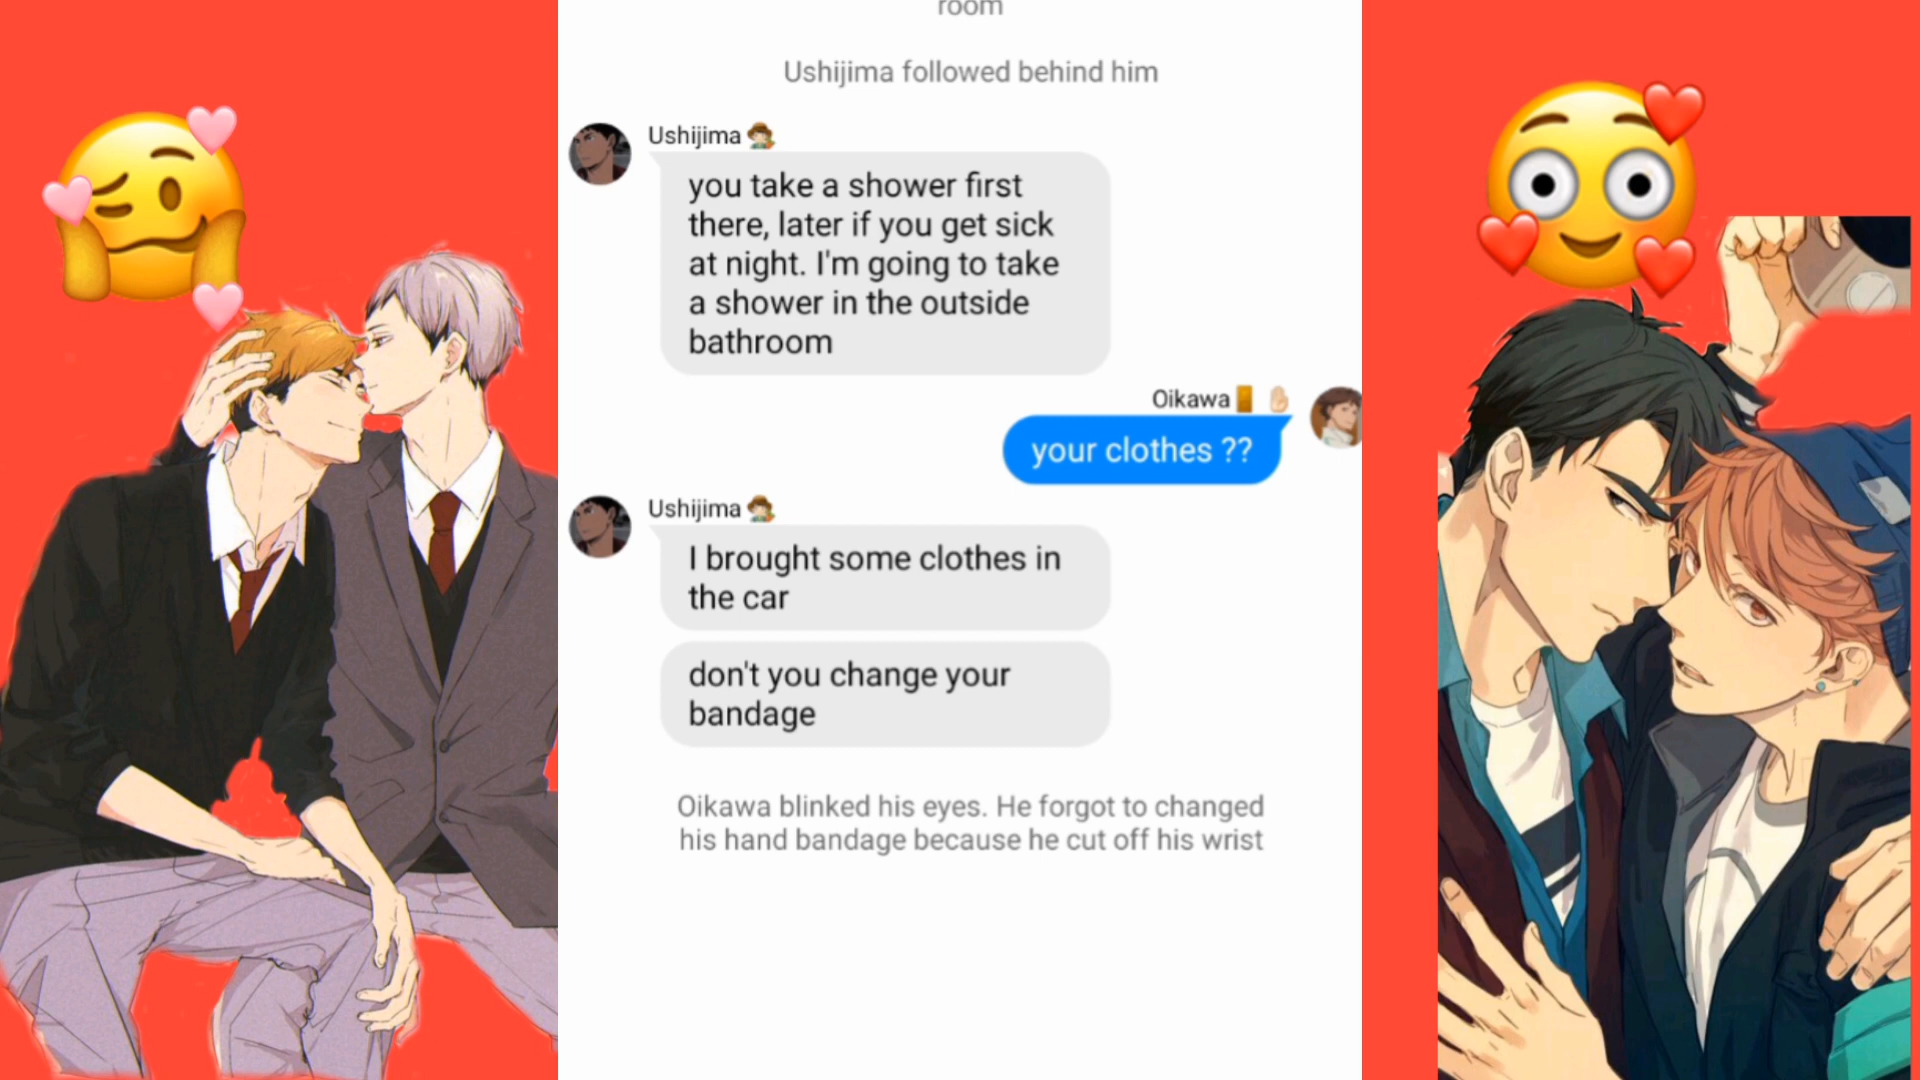 room
Ushijima followed behind him
Ushijima
you take a shower first
there, later if you get sick
at night. I'm going to take
a shower in the outside
bathroom
Oikawa
your clothes ??
Ushijima
I brought some clothes in
the car
don't you change your
bandage
Oikawa blinked his eyes. He forgot to changed
his hand bandage because he cut off his wrist